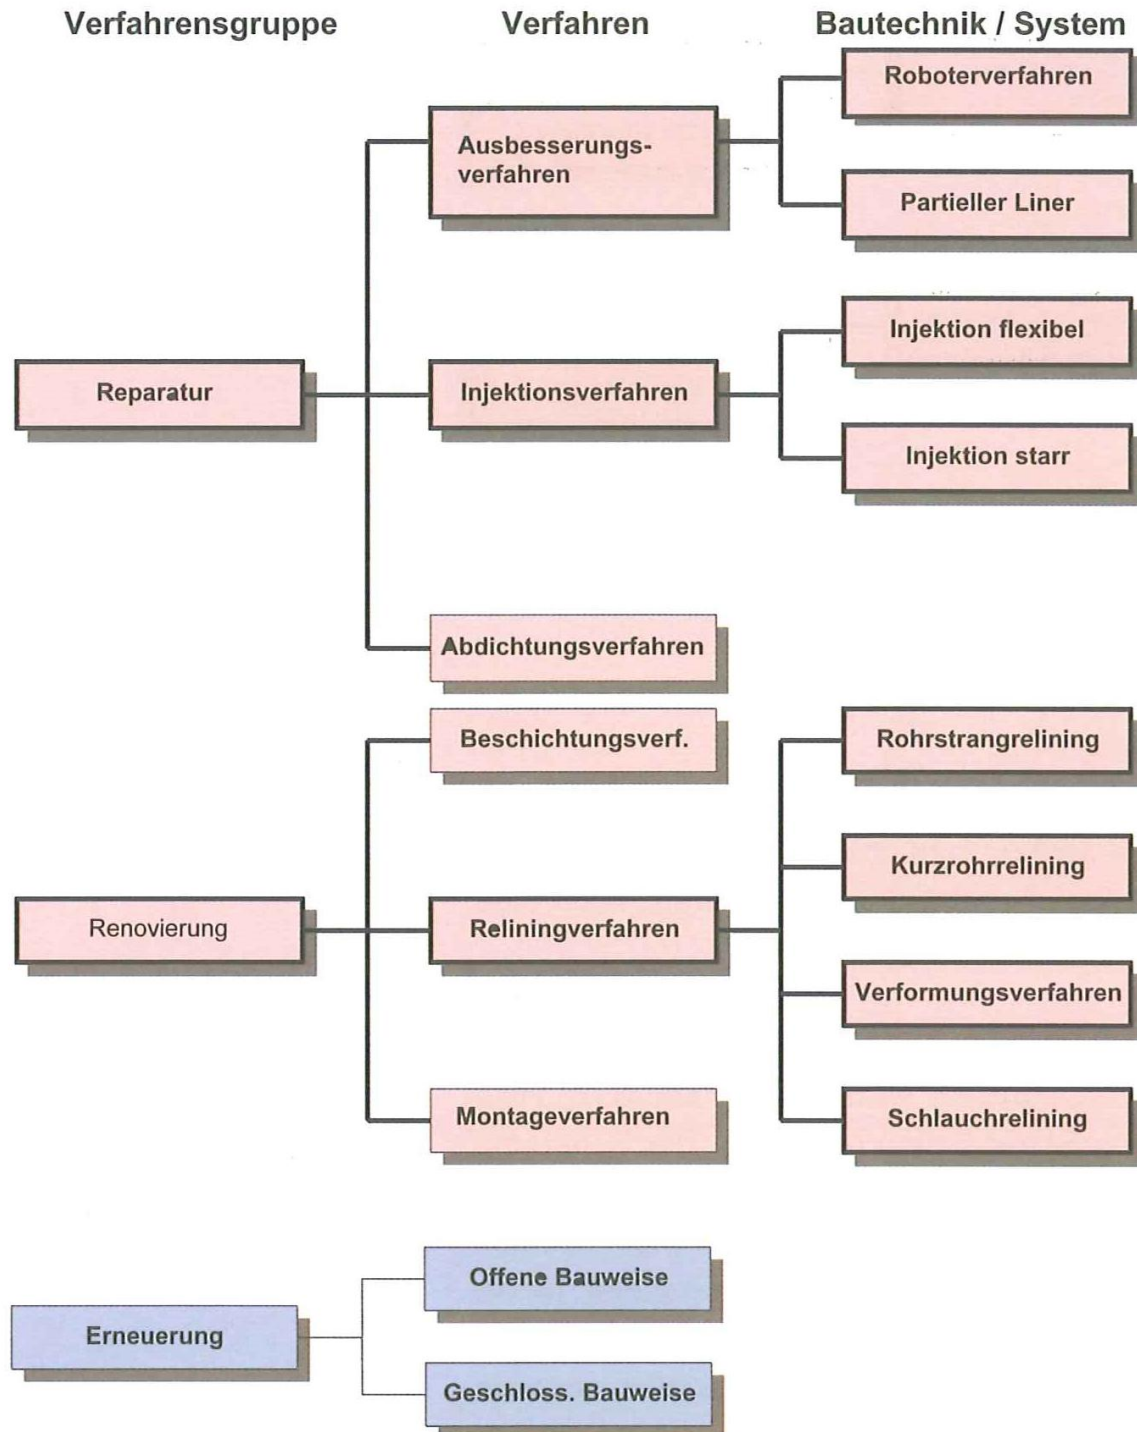 Verfahrensgruppe Verfahren Bautechnik / System
Roboterverfahren
Ausbesserungs-
verfahren
Partieller Liner
Injektion flexibel
Reparatur
Injektionsverfahren
Injektion starr
Abdichtungsverfahren
Beschichtungsverf.
Rohrstrangrelining
Kurzrohrrelining
Renovierung
Reliningverfahren
Verformungsverfahren
Montageverfahren
Schlauchrelining
Offene Bauweise
Erneuerung
Geschloss. Bauweise